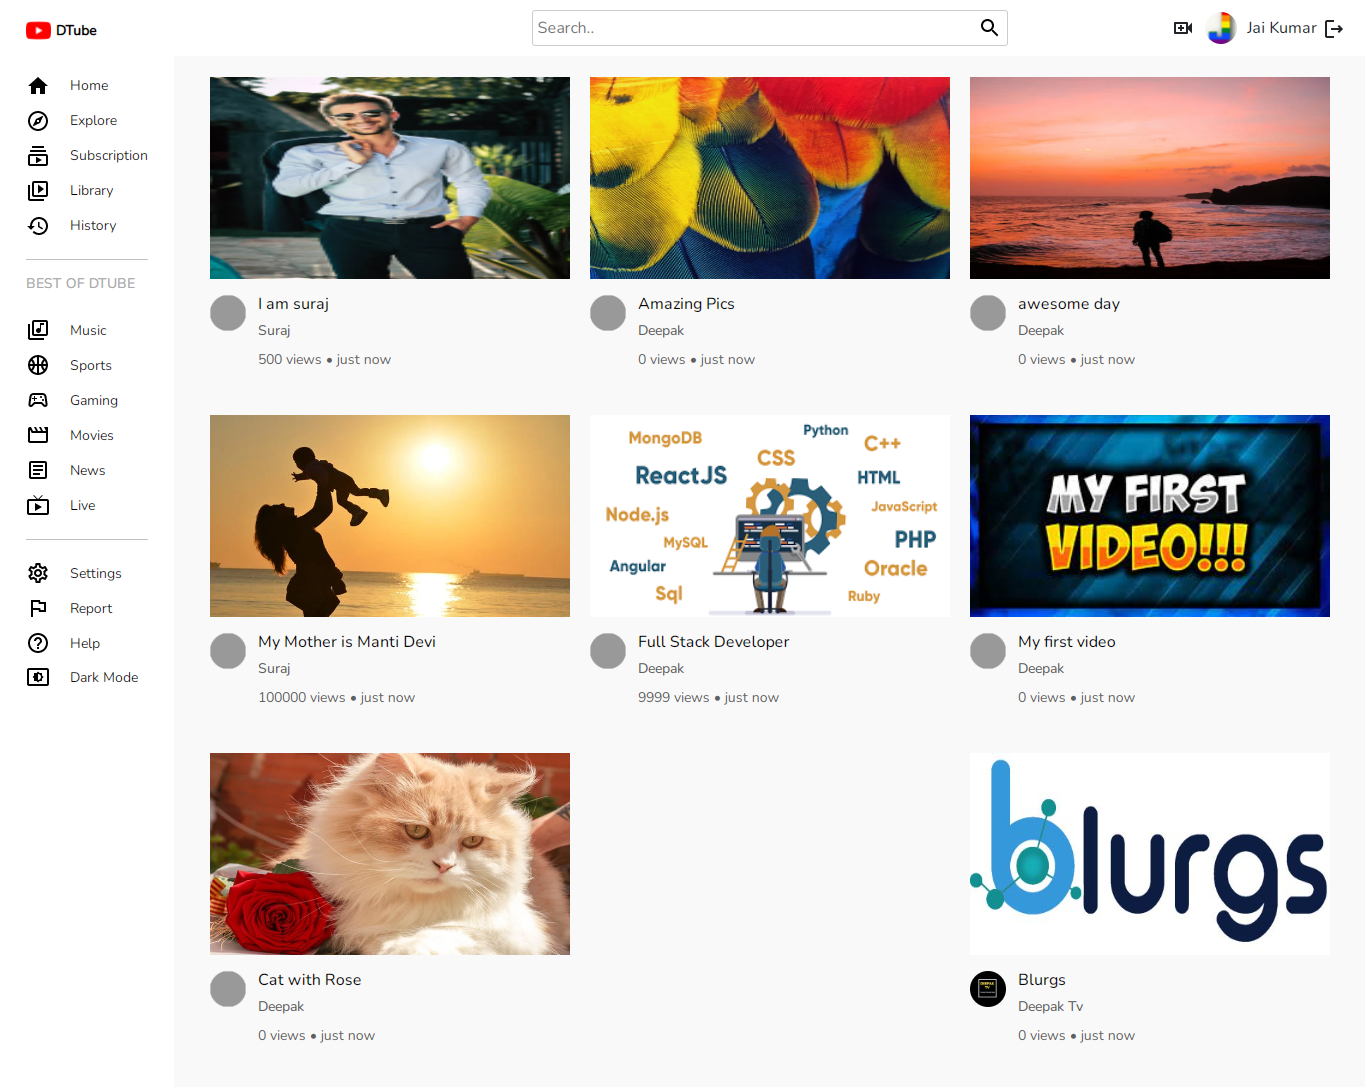 DTube
Search..
Jai Kumar
Home
Explore
Subscription
Library
History
BEST OF DTUBE
Music
Sports
Gaming
Movies
News
Live
Settings
Report
Help
Dark Mode
I am suraj
Suraj
500 views • just now
Amazing Pics
Deepak
0 views • just now
awesome day
Deepak
0 views • just now
My Mother is Manti Devi
Suraj
100000 views • just now
MongoDB
Python
C++
CSS
ReactJS
HTML
JavaScript
Node.js
MySQL
PHP
Angular
Oracle
Sql
Ruby
Full Stack Developer
Deepak
9999 views • just now
MY FIRST
VIDEO!!!
My first video
Deepak
0 views • just now
Cat with Rose
Deepak
0 views • just now
blurgs
DEEPAK
TV
Blurgs
Deepak Tv
0 views • just now